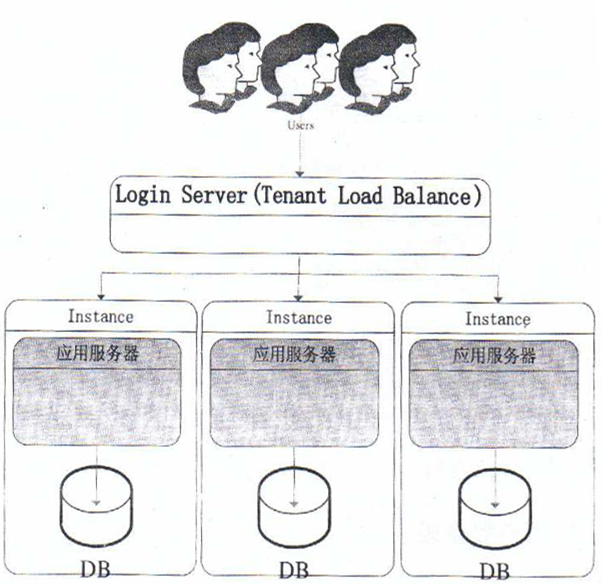 Users
Login Server(Tenant Load Balance)
Instance
Instance
Instance
应用服务器
应用服务器
应用服务器
DB
DB
DB